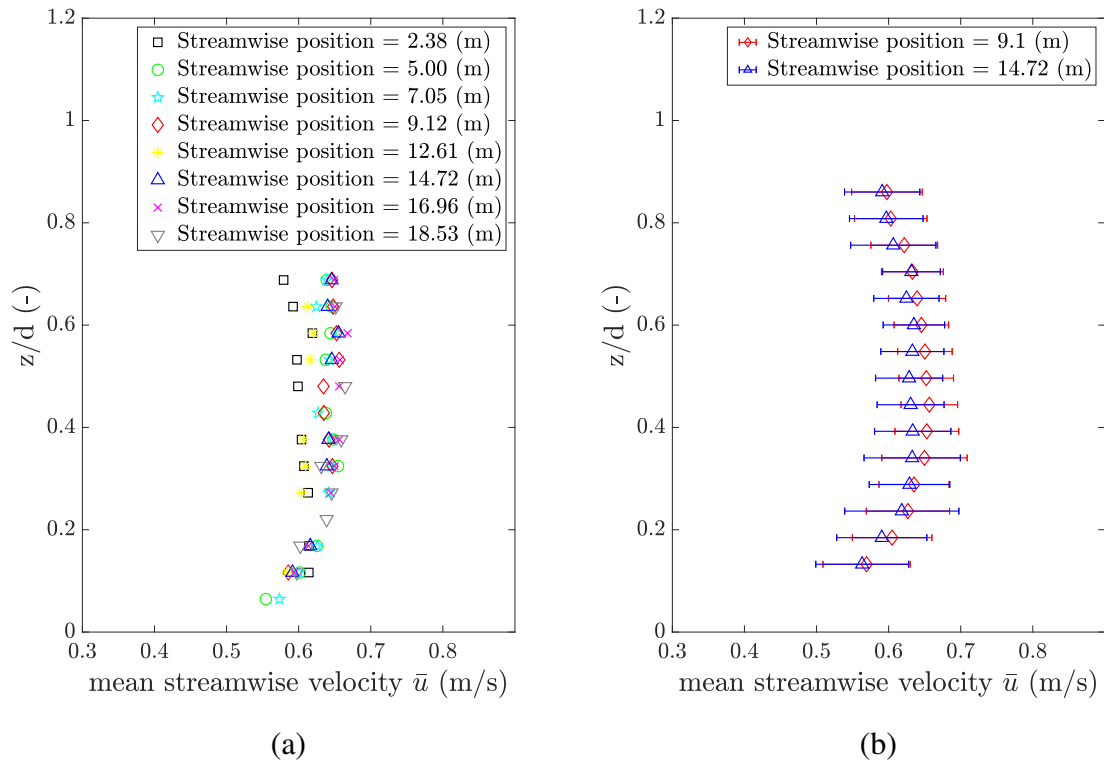 1.2
1
0.8
0.6
0.4
0.2
0
z/d (-)
0.3 0.4 0.5 0.6 0.7 0.8
mean streamwise velocity ū (m/s)
Streamwise position = 2.38 (m)
Streamwise position = 5.00 (m)
Streamwise position = 7.05 (m)
Streamwise position = 9.12 (m)
Streamwise position = 12.61 (m)
Streamwise position = 14.72 (m)
Streamwise position = 16.96 (m)
Streamwise position = 18.53 (m)
(a)
1.2
1
0.8
0.6
0.4
0.2
0
z/d (-)
0.3 0.4 0.5 0.6 0.7 0.8
mean streamwise velocity ū (m/s)
Streamwise position = 9.1 (m)
Streamwise position = 14.72 (m)
(b)